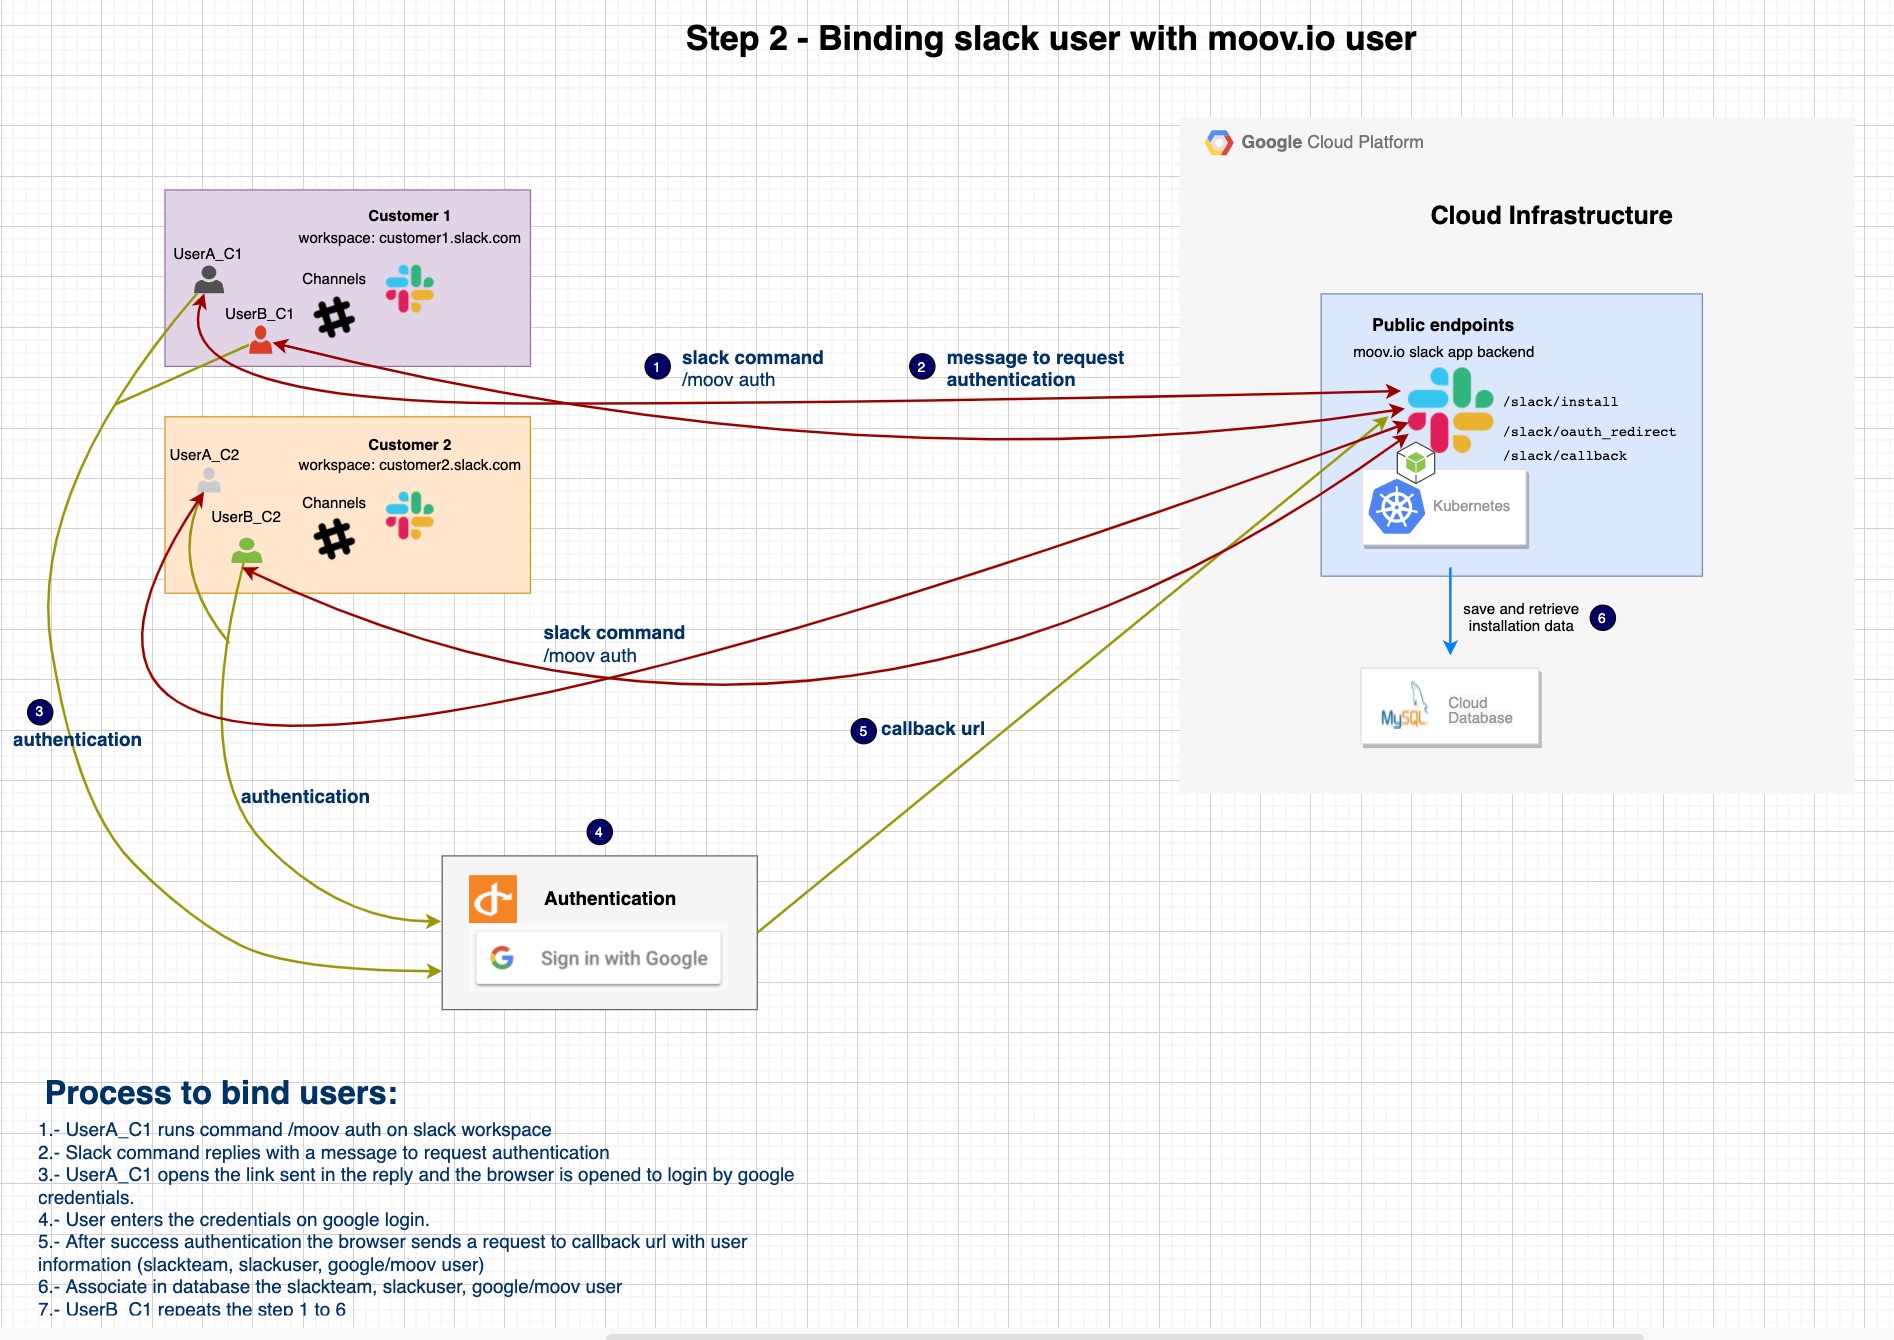 Step 2 - Binding slack user with moov.io user
Google Cloud Platform
Cloud Infrastructure
Customer 1
workspace: customer1.slack.com
UserA_C1
Channels
UserB_C1
1
slack command
/moov auth
2
message to request
authentication
Public endpoints
moov.io slack app backend
/slack/install
/slack/oauth_redirect
/slack/callback
Kubernetes
Customer 2
workspace: customer2.slack.com
UserA_C2
Channels
UserB_C2
slack command
/moov auth
save and retrieve
installation data
6
MySQL
Cloud
Database
3
authentication
5
callback url
authentication
4
Authentication
Sign in with Google
Process to bind users:
1.- UserA_C1 runs command /moov auth on slack workspace
2.- Slack command replies with a message to request authentication
3.- UserA_C1 opens the link sent in the reply and the browser is opened to login by google
credentials.
4.- User enters the credentials on google login.
5.- After success authentication the browser sends a request to callback url with user
information (slackteam, slackuser, google/moov user)
6.- Associate in database the slackteam, slackuser, google/moov user
7.- UserB_C1 repeats the step 1 to 6